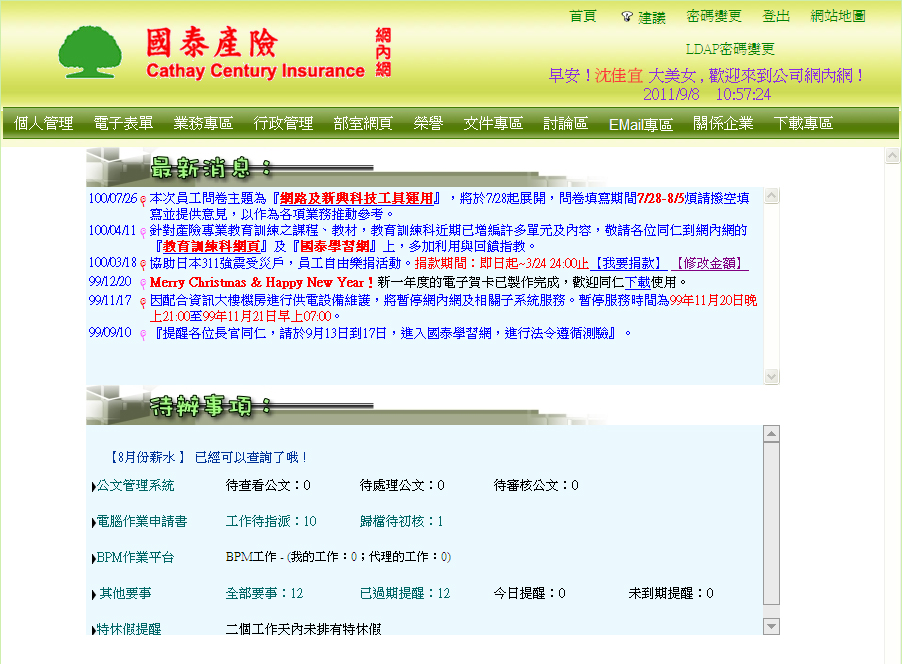 首頁 建議 密碼變更 登出 網站地圖
LDAP密碼變更
國泰產險 網內網
Cathay Century Insurance
早安！沈佳宜 大美女 , 歡迎來到公司網內網！
2011/9/8 10:57:24
個人管理 電子表單 業務專區 行政管理 部室網頁 榮譽 文件專區 討論區 EMail專區 關係企業 下載專區
最新消息：
100/07/26 本次員工問卷主題為『網路及新興科技工具運用』，將於7/28起展開，問卷填寫期間7/28~8/5煩請撥空填
寫並提供意見，以作為各項業務推動參考。
100/04/11 針對產險專業教育訓練之課程、教材，教育訓練科近期已增編許多單元及內容，敬請各位同仁到網內網的
『教育訓練科網頁』及『國泰學習網』上，多加利用與回饋指教。
100/03/18 協助日本311強震受災戶，員工自由樂捐活動。捐款期間：即日起~3/24 24:00止【我要捐款】 【修改金額】
99/12/20 Merry Christmas & Happy New Year！新一年度的電子賀卡已製作完成，歡迎同仁下載使用。
99/11/17 因配合資訊大樓機房進行供電設備維護，將暫停網內網及相關子系統服務。暫停服務時間為99年11月20日晚
上21:00至99年11月21日早上07:00。
99/09/10 『提醒各位長官同仁，請於9月13日到17日，進入國泰學習網，進行法令遵循測驗』。
待辦事項：
【8月份薪水 】 已經可以查詢了哦！
公文管理系統 待查看公文：0 待處理公文：0 待審核公文：0
電腦作業申請書 工作待指派：10 歸檔待初核：1
BPM作業平台 BPM工作 - (我的工作：0；代理的工作：0)
其他要事 全部要事：12 已過期提醒：12 今日提醒：0 未到期提醒：0
特休假提醒 二個工作天內未排有特休假